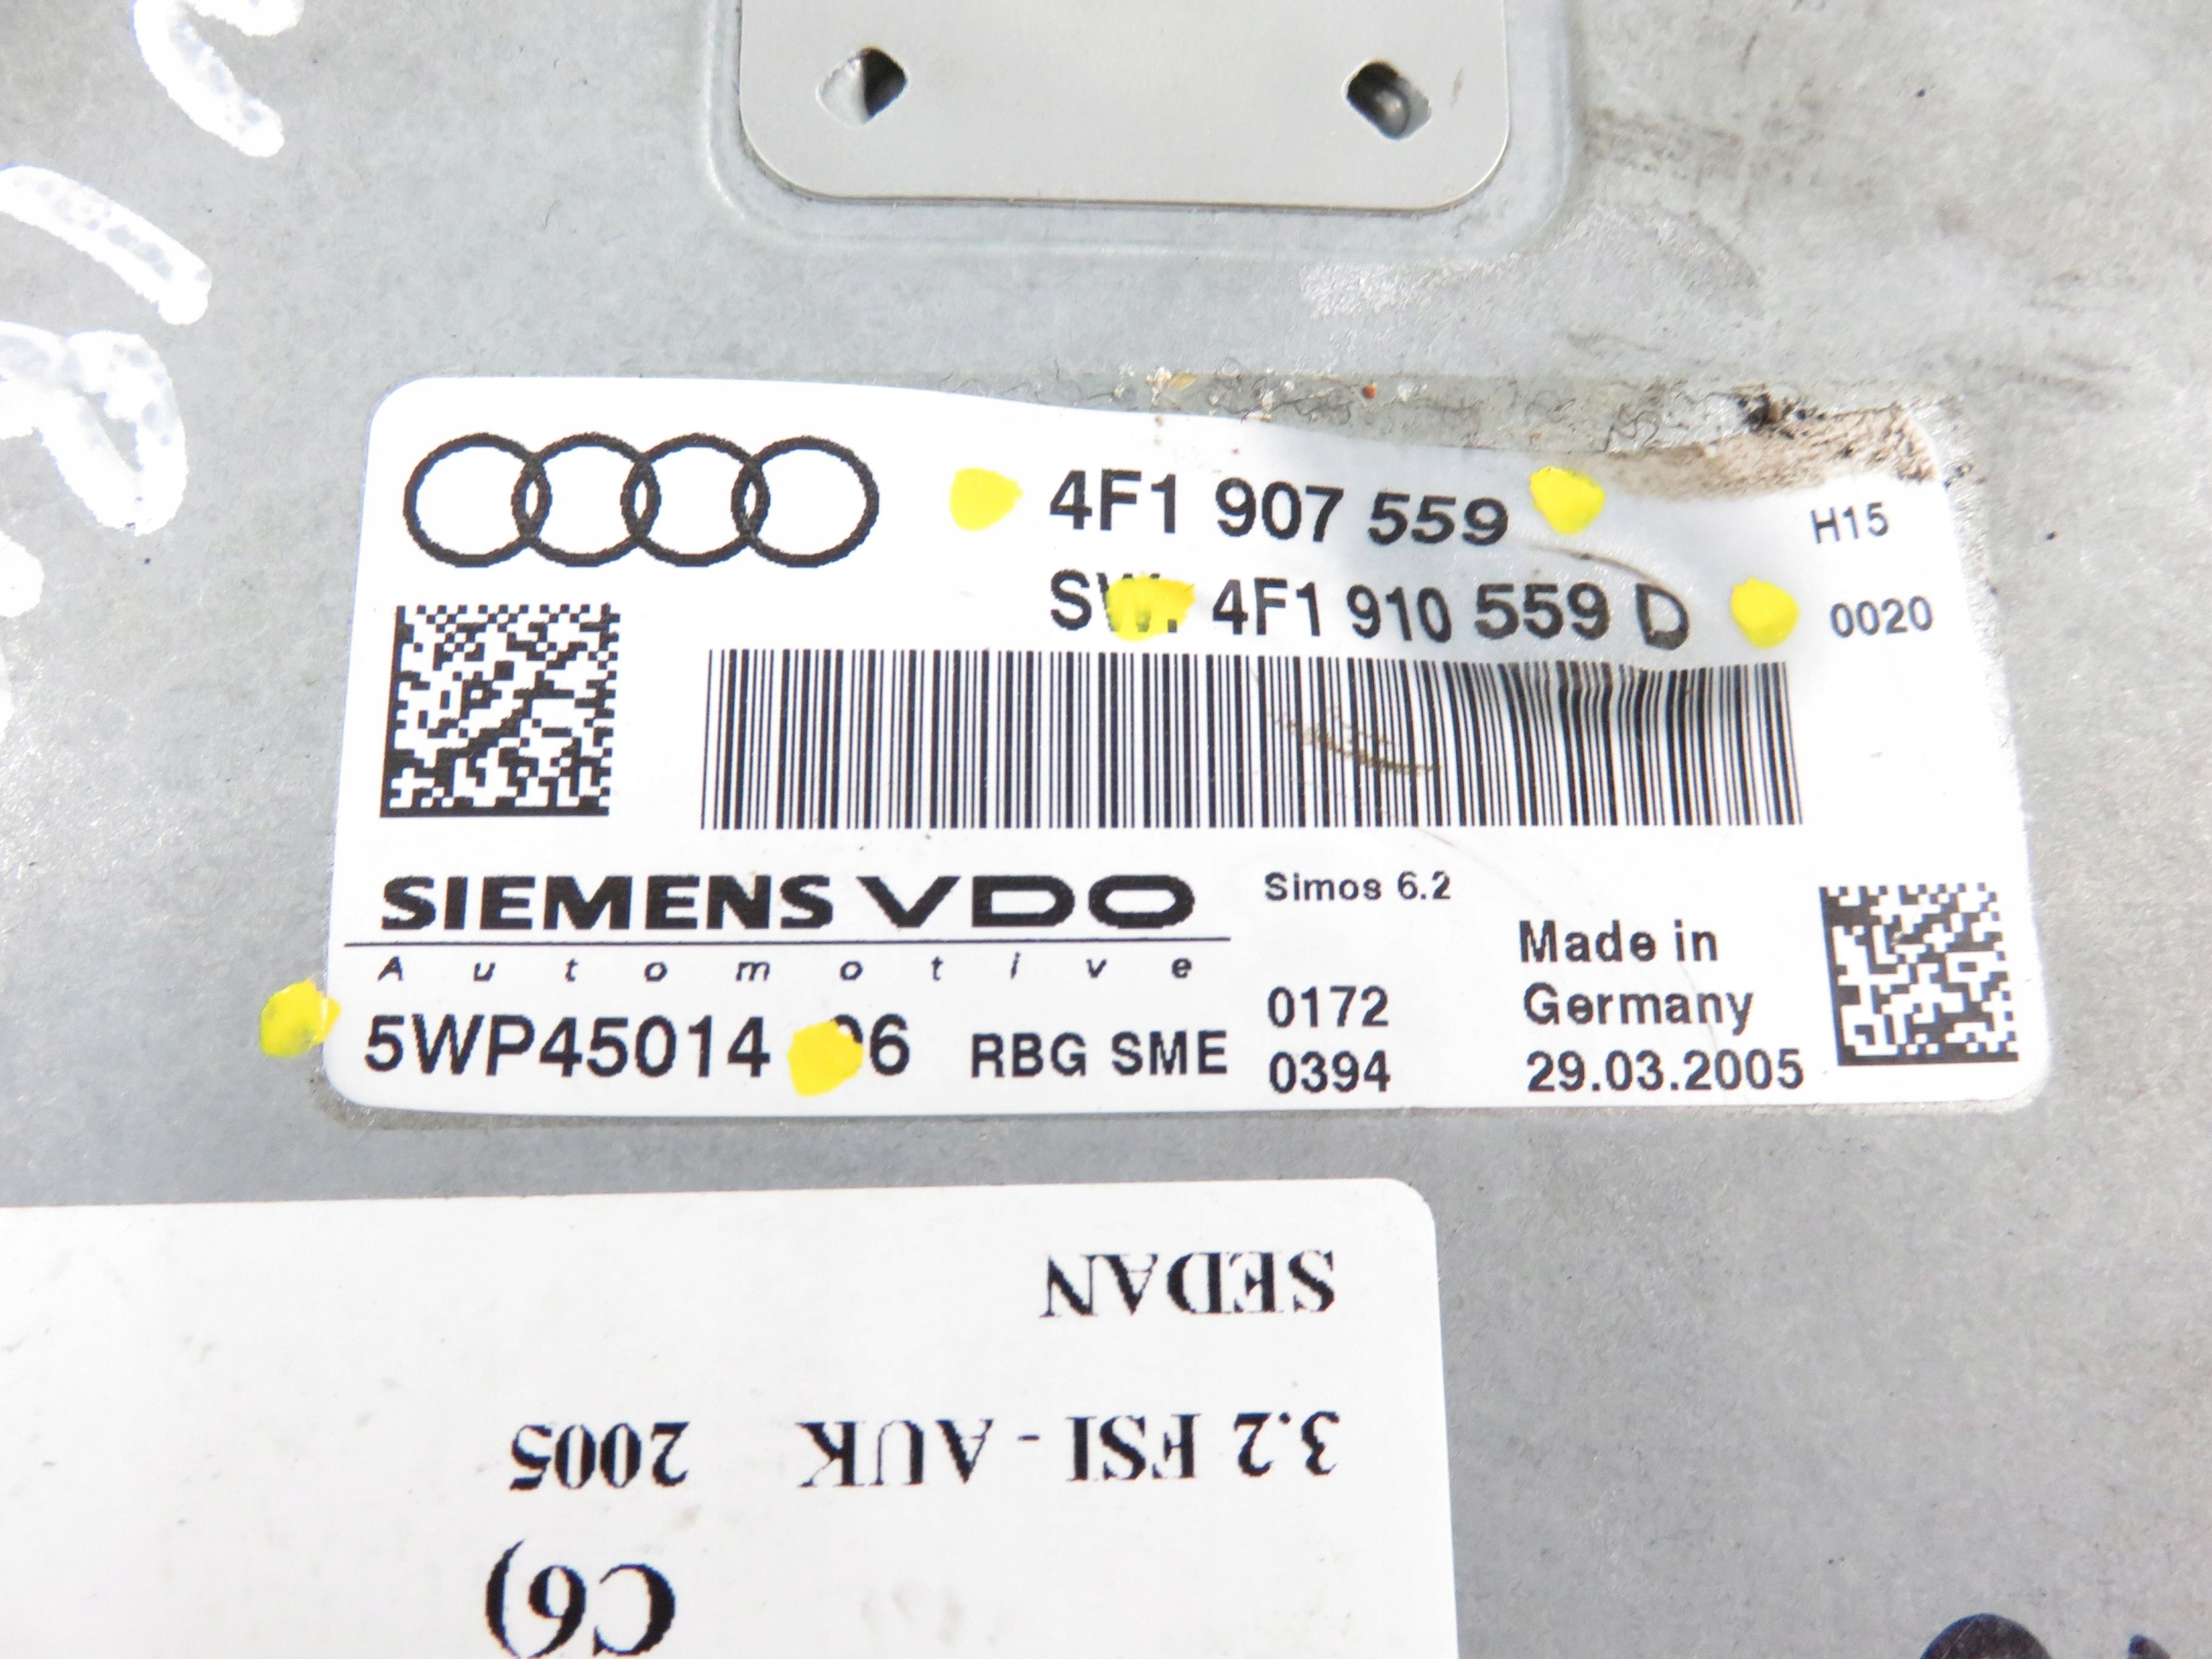 4F1 907 559
H15
SW: 4F1 910 559 D
0020
SIEMENS VDO
Automotive
Simos 6.2
5WP45014
RBG SME
0172
0394
Made in
Germany
29.03.2005
C6)
3.2 FSI - AUK 2005
SEDAN